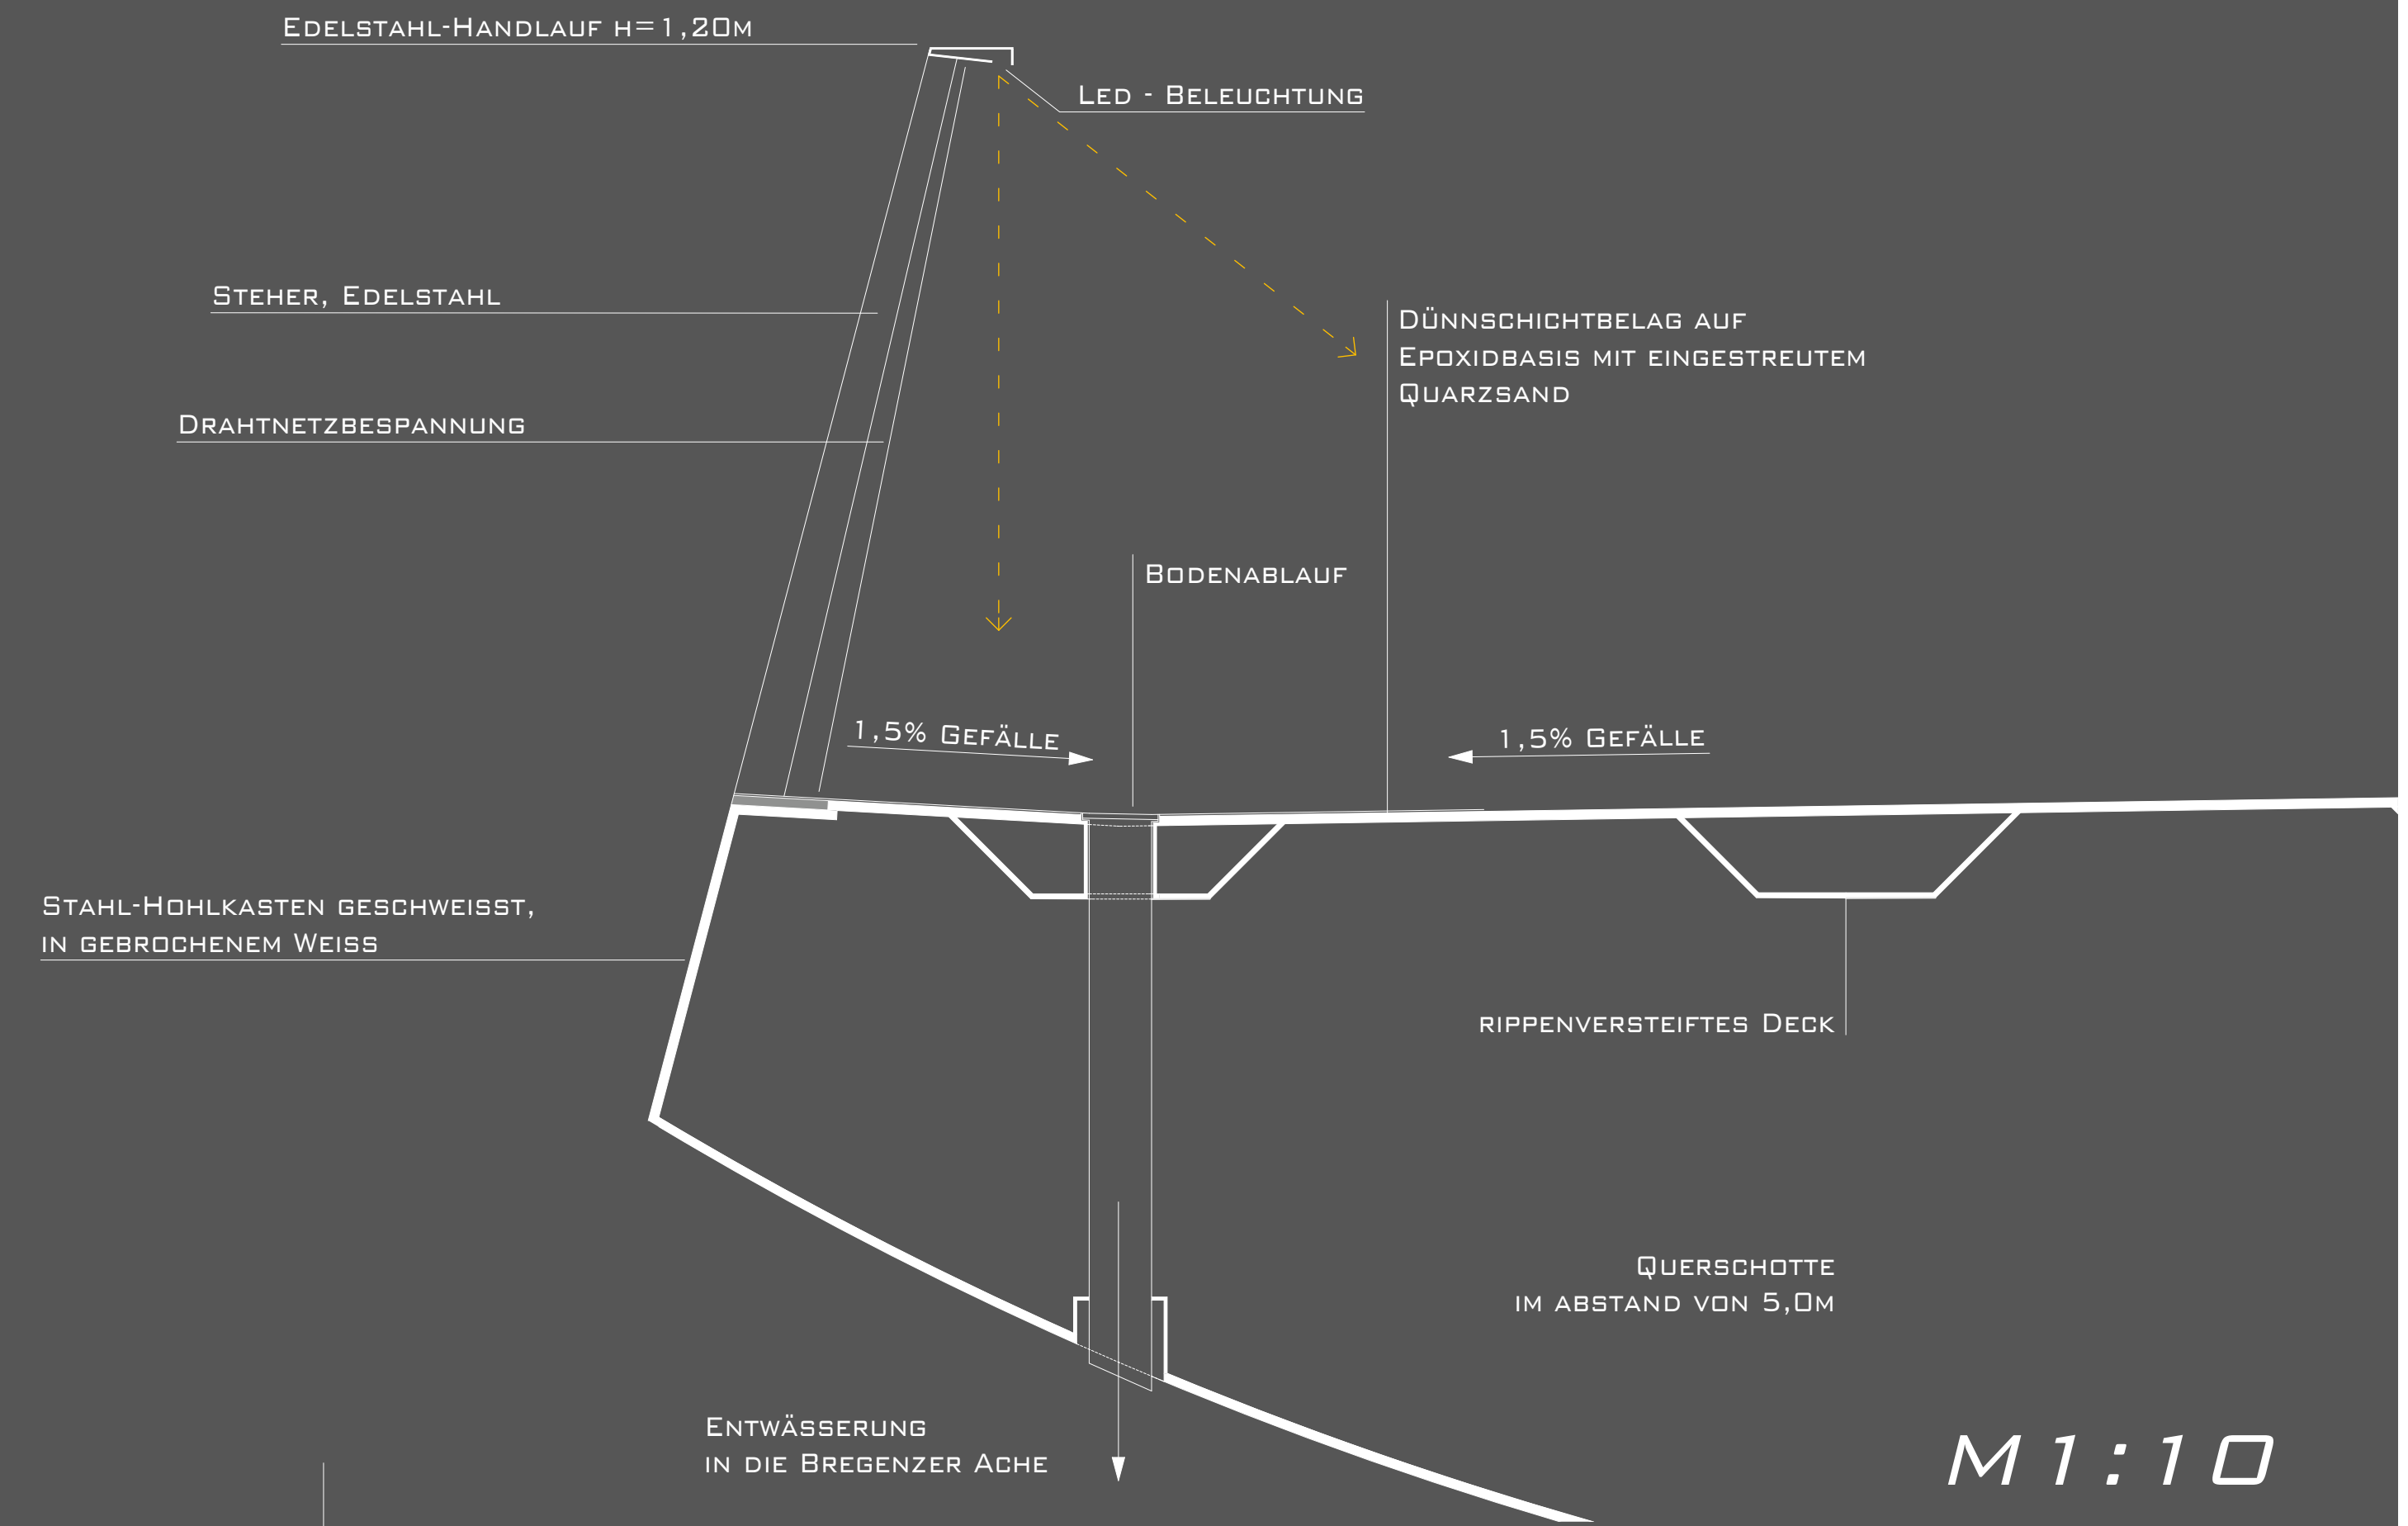 Edelstahl-Handlauf h=1,20m
Led - Beleuchtung
Steher, Edelstahl
Dünnschichtbelag auf
Epoxidbasis mit eingestreutem
Quarzsand
Drahtnetzbespannung
Bodenablauf
1,5% Gefälle
1,5% Gefälle
Stahl-Hohlkasten geschweisst,
in gebrochenem Weiss
rippenversteiftes Deck
Querschotte
im abstand von 5,0m
Entwässerung
in die Bregenzer Ache
M1:10